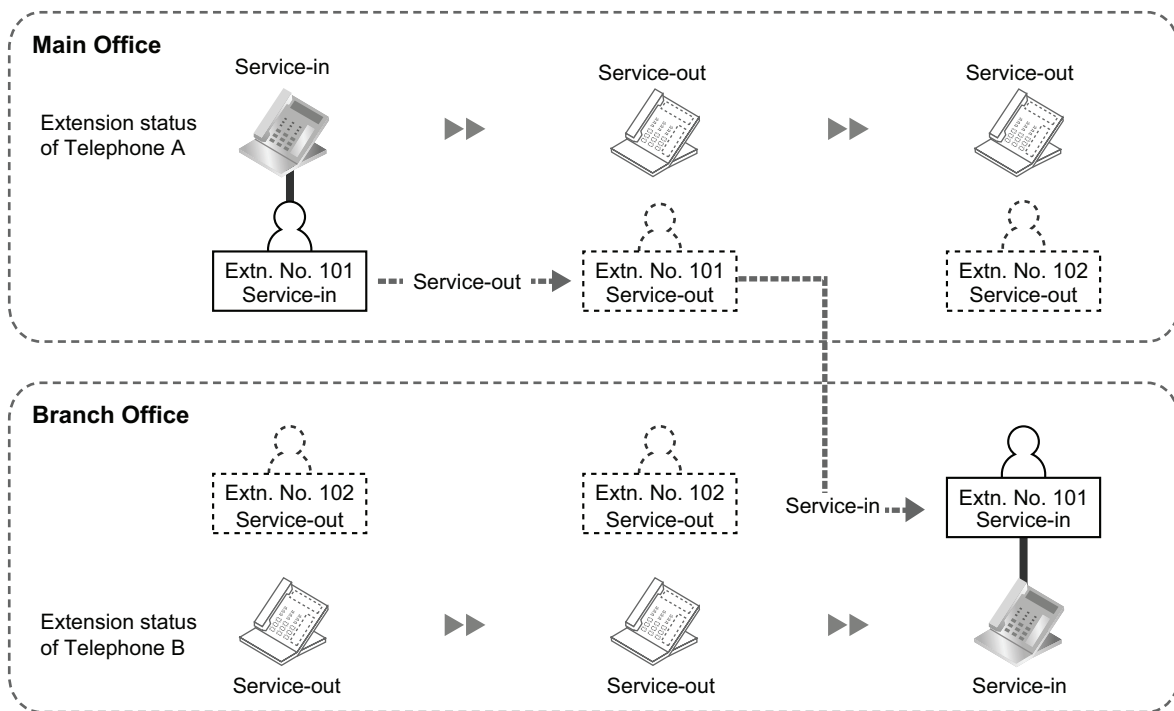 Main Office
Service-in
Service-out
Service-out
Extension status
of Telephone A
Extn. No. 101
Service-in
Service-out
Extn. No. 101
Service-out
Extn. No. 102
Service-out
Branch Office
Extn. No. 102
Service-out
Extn. No. 102
Service-out
Service-in
Extn. No. 101
Service-in
Extension status
of Telephone B
Service-out
Service-out
Service-in